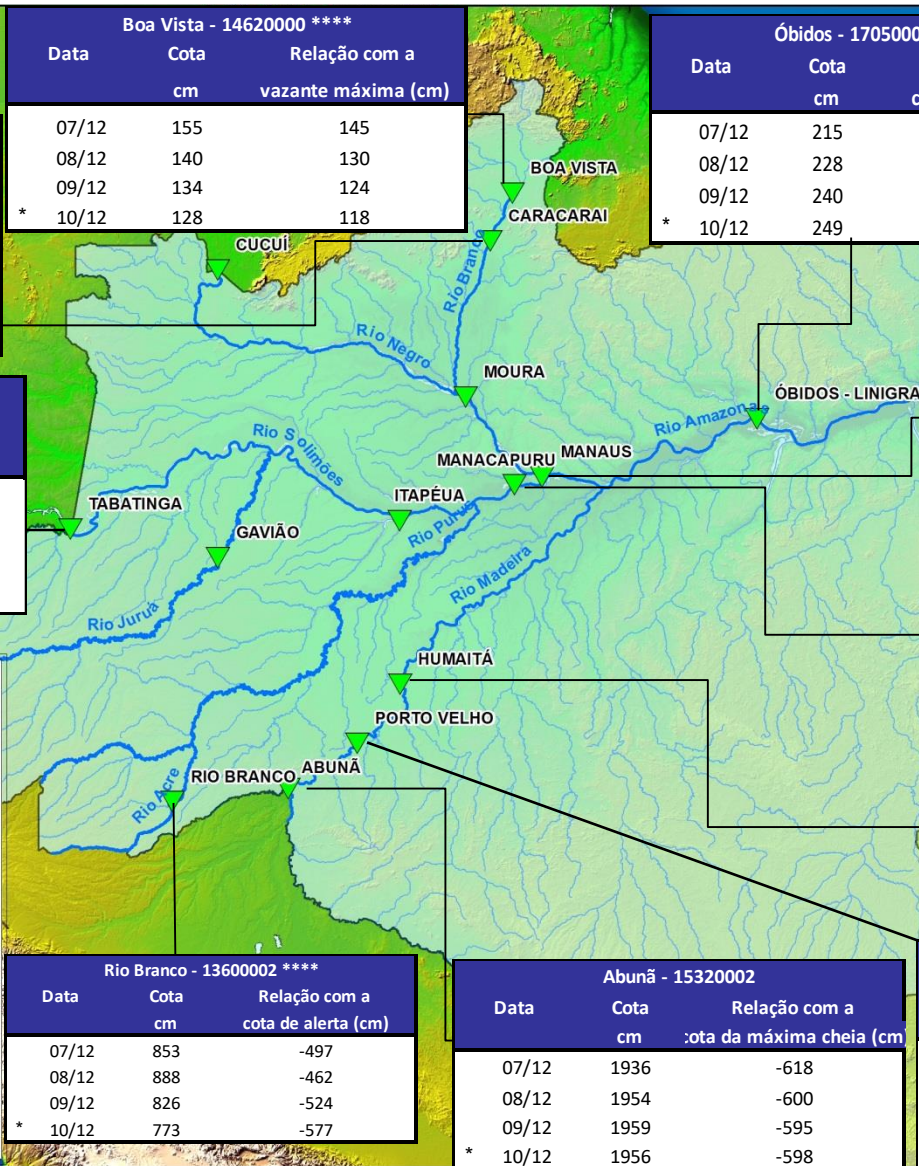 Boa Vista - 14620000 ****
Data Cota Relação com a
cm vazante máxima (cm)
07/12 155 145
08/12 140 130
09/12 134 124
* 10/12 128 118
Óbidos - 1705000
Data Cota
cm c
07/12 215
08/12 228
09/12 240
* 10/12 249
BOA VISTA
CARACARAI
CUCUÍ
Rio Branco
Rio Negro
MOURA
ÓBIDOS - LINIGRA
Rio Amazonas
Rio Solimões
MANACAPURU
MANAUS
TABATINGA
ITAPÉUA
GAVIÃO
Rio Purus
Rio Madeira
Rio Juruá
HUMAITÁ
PORTO VELHO
ABUNÃ
RIO BRANCO
Rio Acre
Rio Branco - 13600002 ****
Data Cota Relação com a
cm cota de alerta (cm)
07/12 853 -497
08/12 888 -462
09/12 826 -524
* 10/12 773 -577
Abunã - 15320002
Data Cota Relação com a
cm cota da máxima cheia (cm)
07/12 1936 -618
08/12 1954 -600
09/12 1959 -595
* 10/12 1956 -598